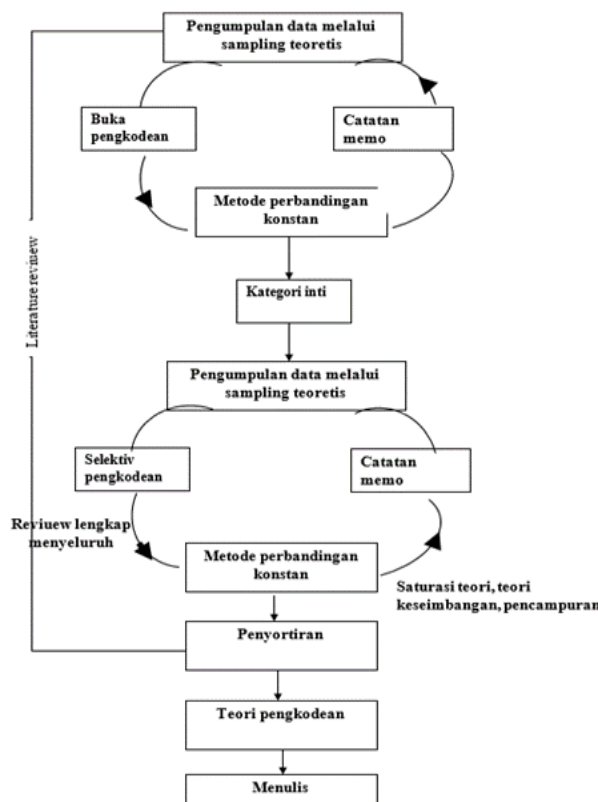 Pengumpulan data melalui
sampling teoretis
Buka
pengkodean
Catatan
memo
Metode perbandingan
konstan
Literature reviuew
Kategori inti
Pengumpulan data melalui
sampling teoretis
Selektiv
pengkodean
Catatan
memo
Reviuew lengkap
menyeluruh
Metode perbandingan
konstan
Saturasi teori, teori
keseimbangan, pencampuran
Penyortiran
Teori pengkodean
Menulis